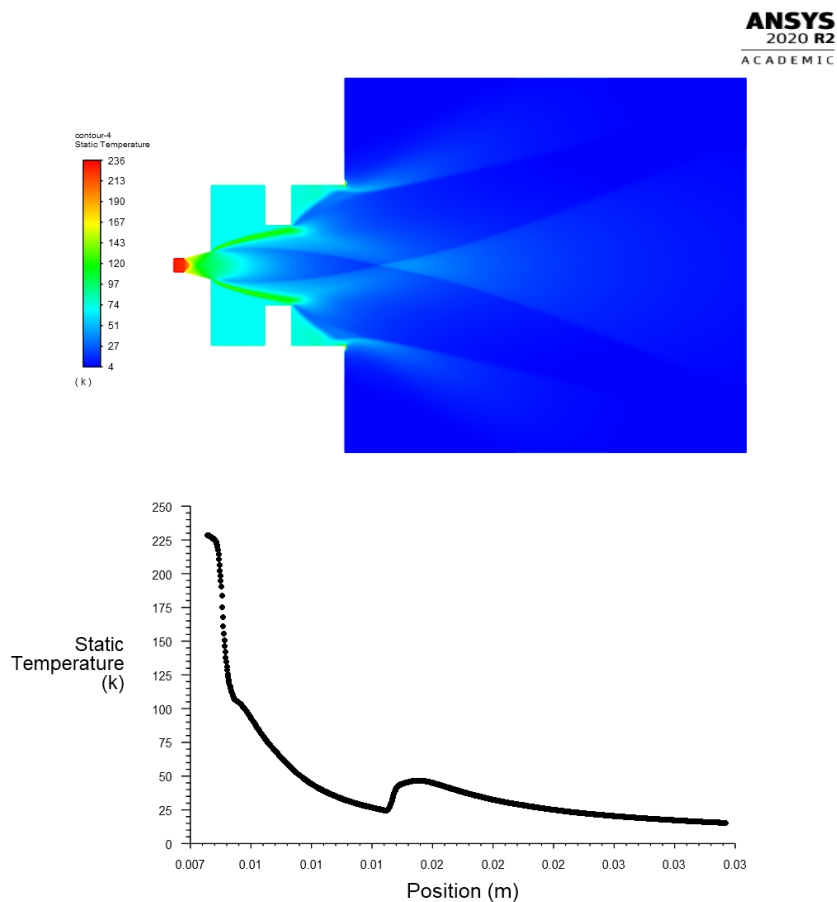 ANSYS
2020 R2
ACADEMIC
contour-4
Static Temperature
236
213
190
167
143
120
97
74
51
27
4
( k )
250
225
200
175
150
125
100
75
50
25
0
Static
Temperature
(k)
0.007 0.01 0.01 0.01 0.02 0.02 0.02 0.03 0.03 0.03
Position (m)